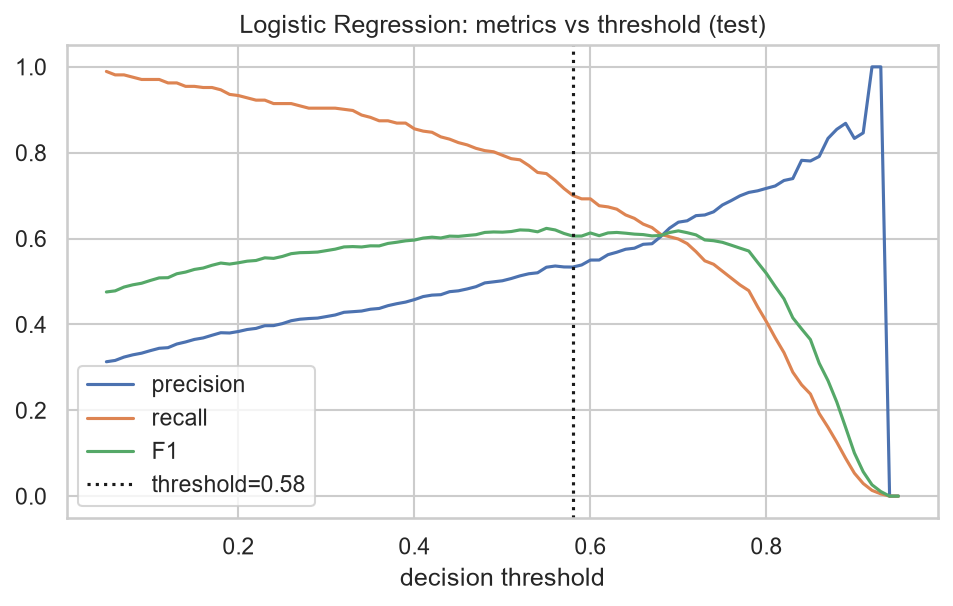 Logistic Regression: metrics vs threshold (test)
1.0
0.8
0.6
0.4
0.2
0.0
precision
recall
F1
threshold=0.58
0.2 0.4 0.6 0.8
decision threshold